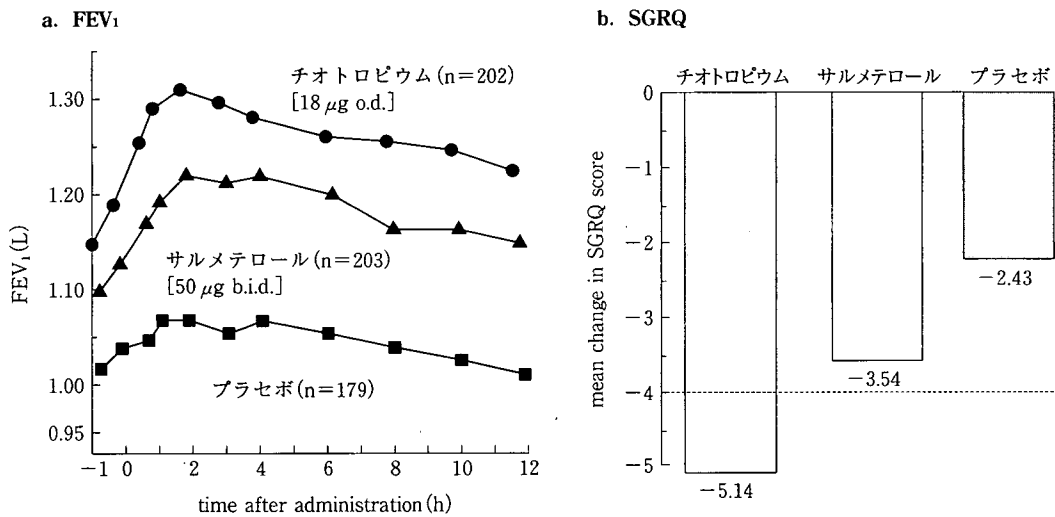 a. FEV₁
チオトロピウム(n=202)
[18 μg o.d.]
1.30
1.20
1.10
1.00
0.95
FEV₁(L)
サルメテロール(n=203)
[50 μg b.i.d.]
プラセボ(n=179)
−1 0 2 4 6 8 10 12
time after administration(h)
b. SGRQ
チオトロピウム サルメテロール プラセボ
0
−1
−2
−3
−4
−5
mean change in SGRQ score
−2.43
−3.54
−5.14